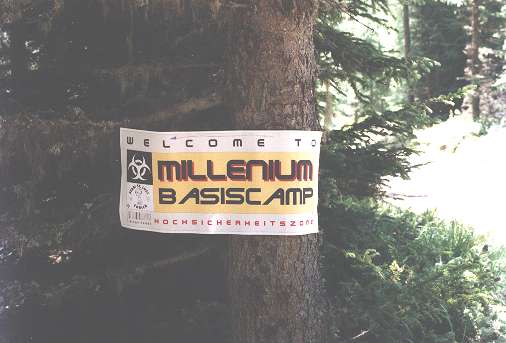 WELCOME TO
MILLENIUM
BASISCAMP
HOCHSICHERHEITSZONE